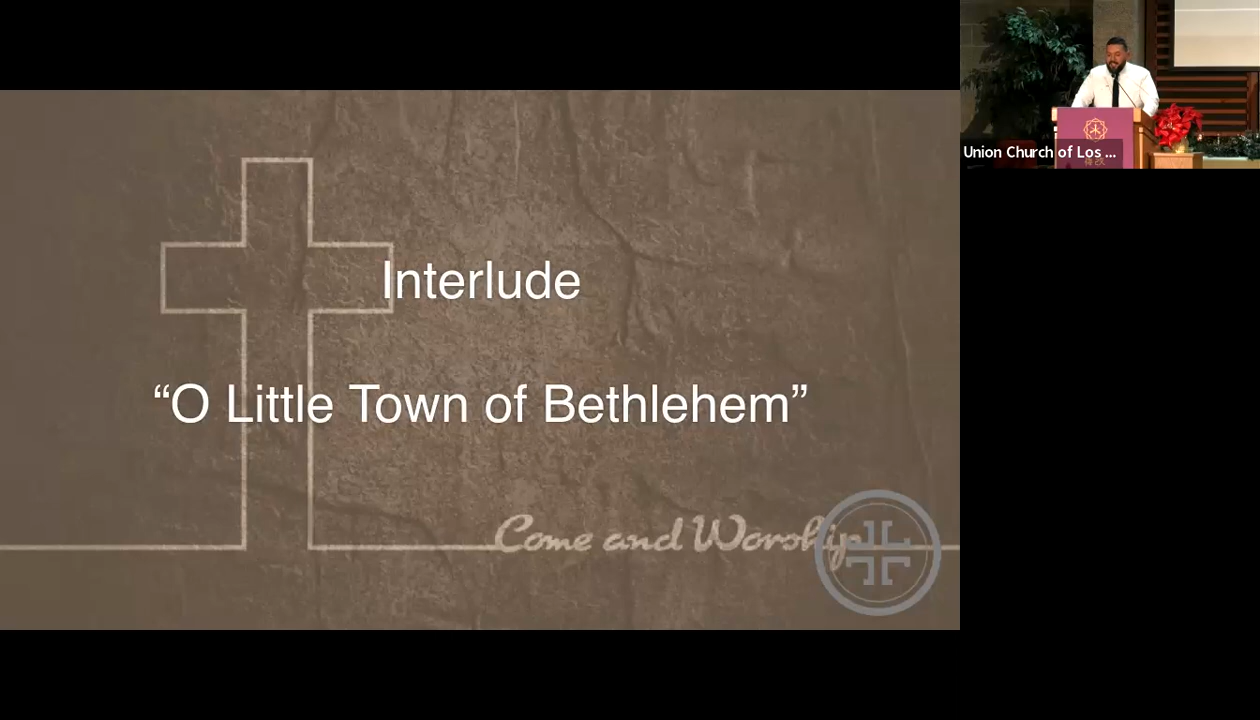 Interlude
“O Little Town of Bethlehem”
Come and Worship
Union Church of Los ...